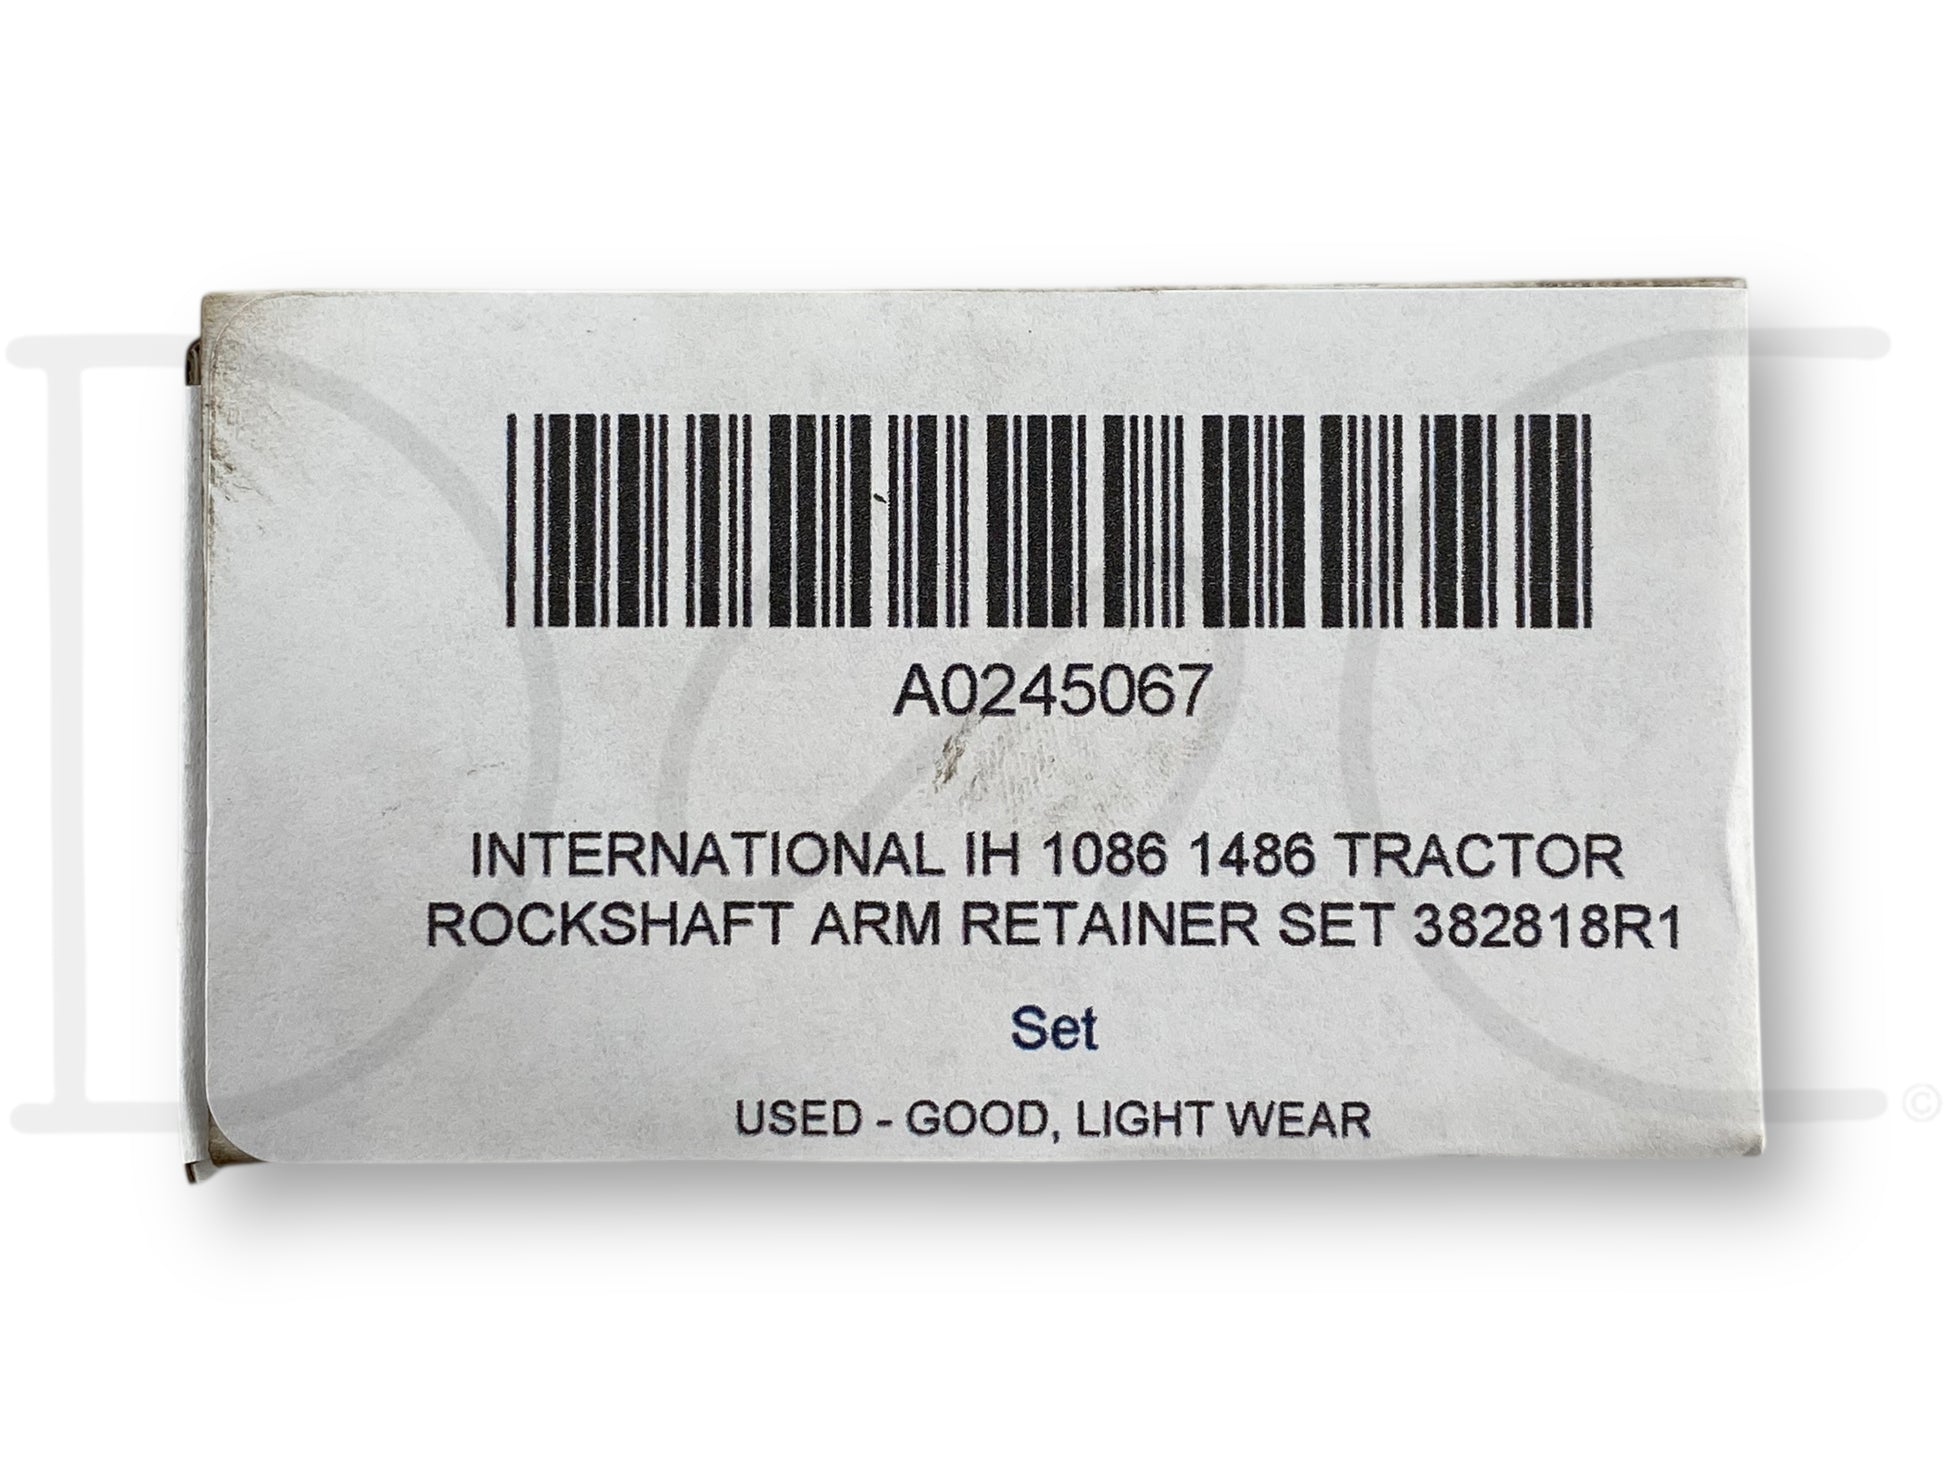 A0245067
INTERNATIONAL IH 1086 1486 TRACTOR
ROCKSHAFT ARM RETAINER SET 382818R1
Set
USED - GOOD, LIGHT WEAR
©